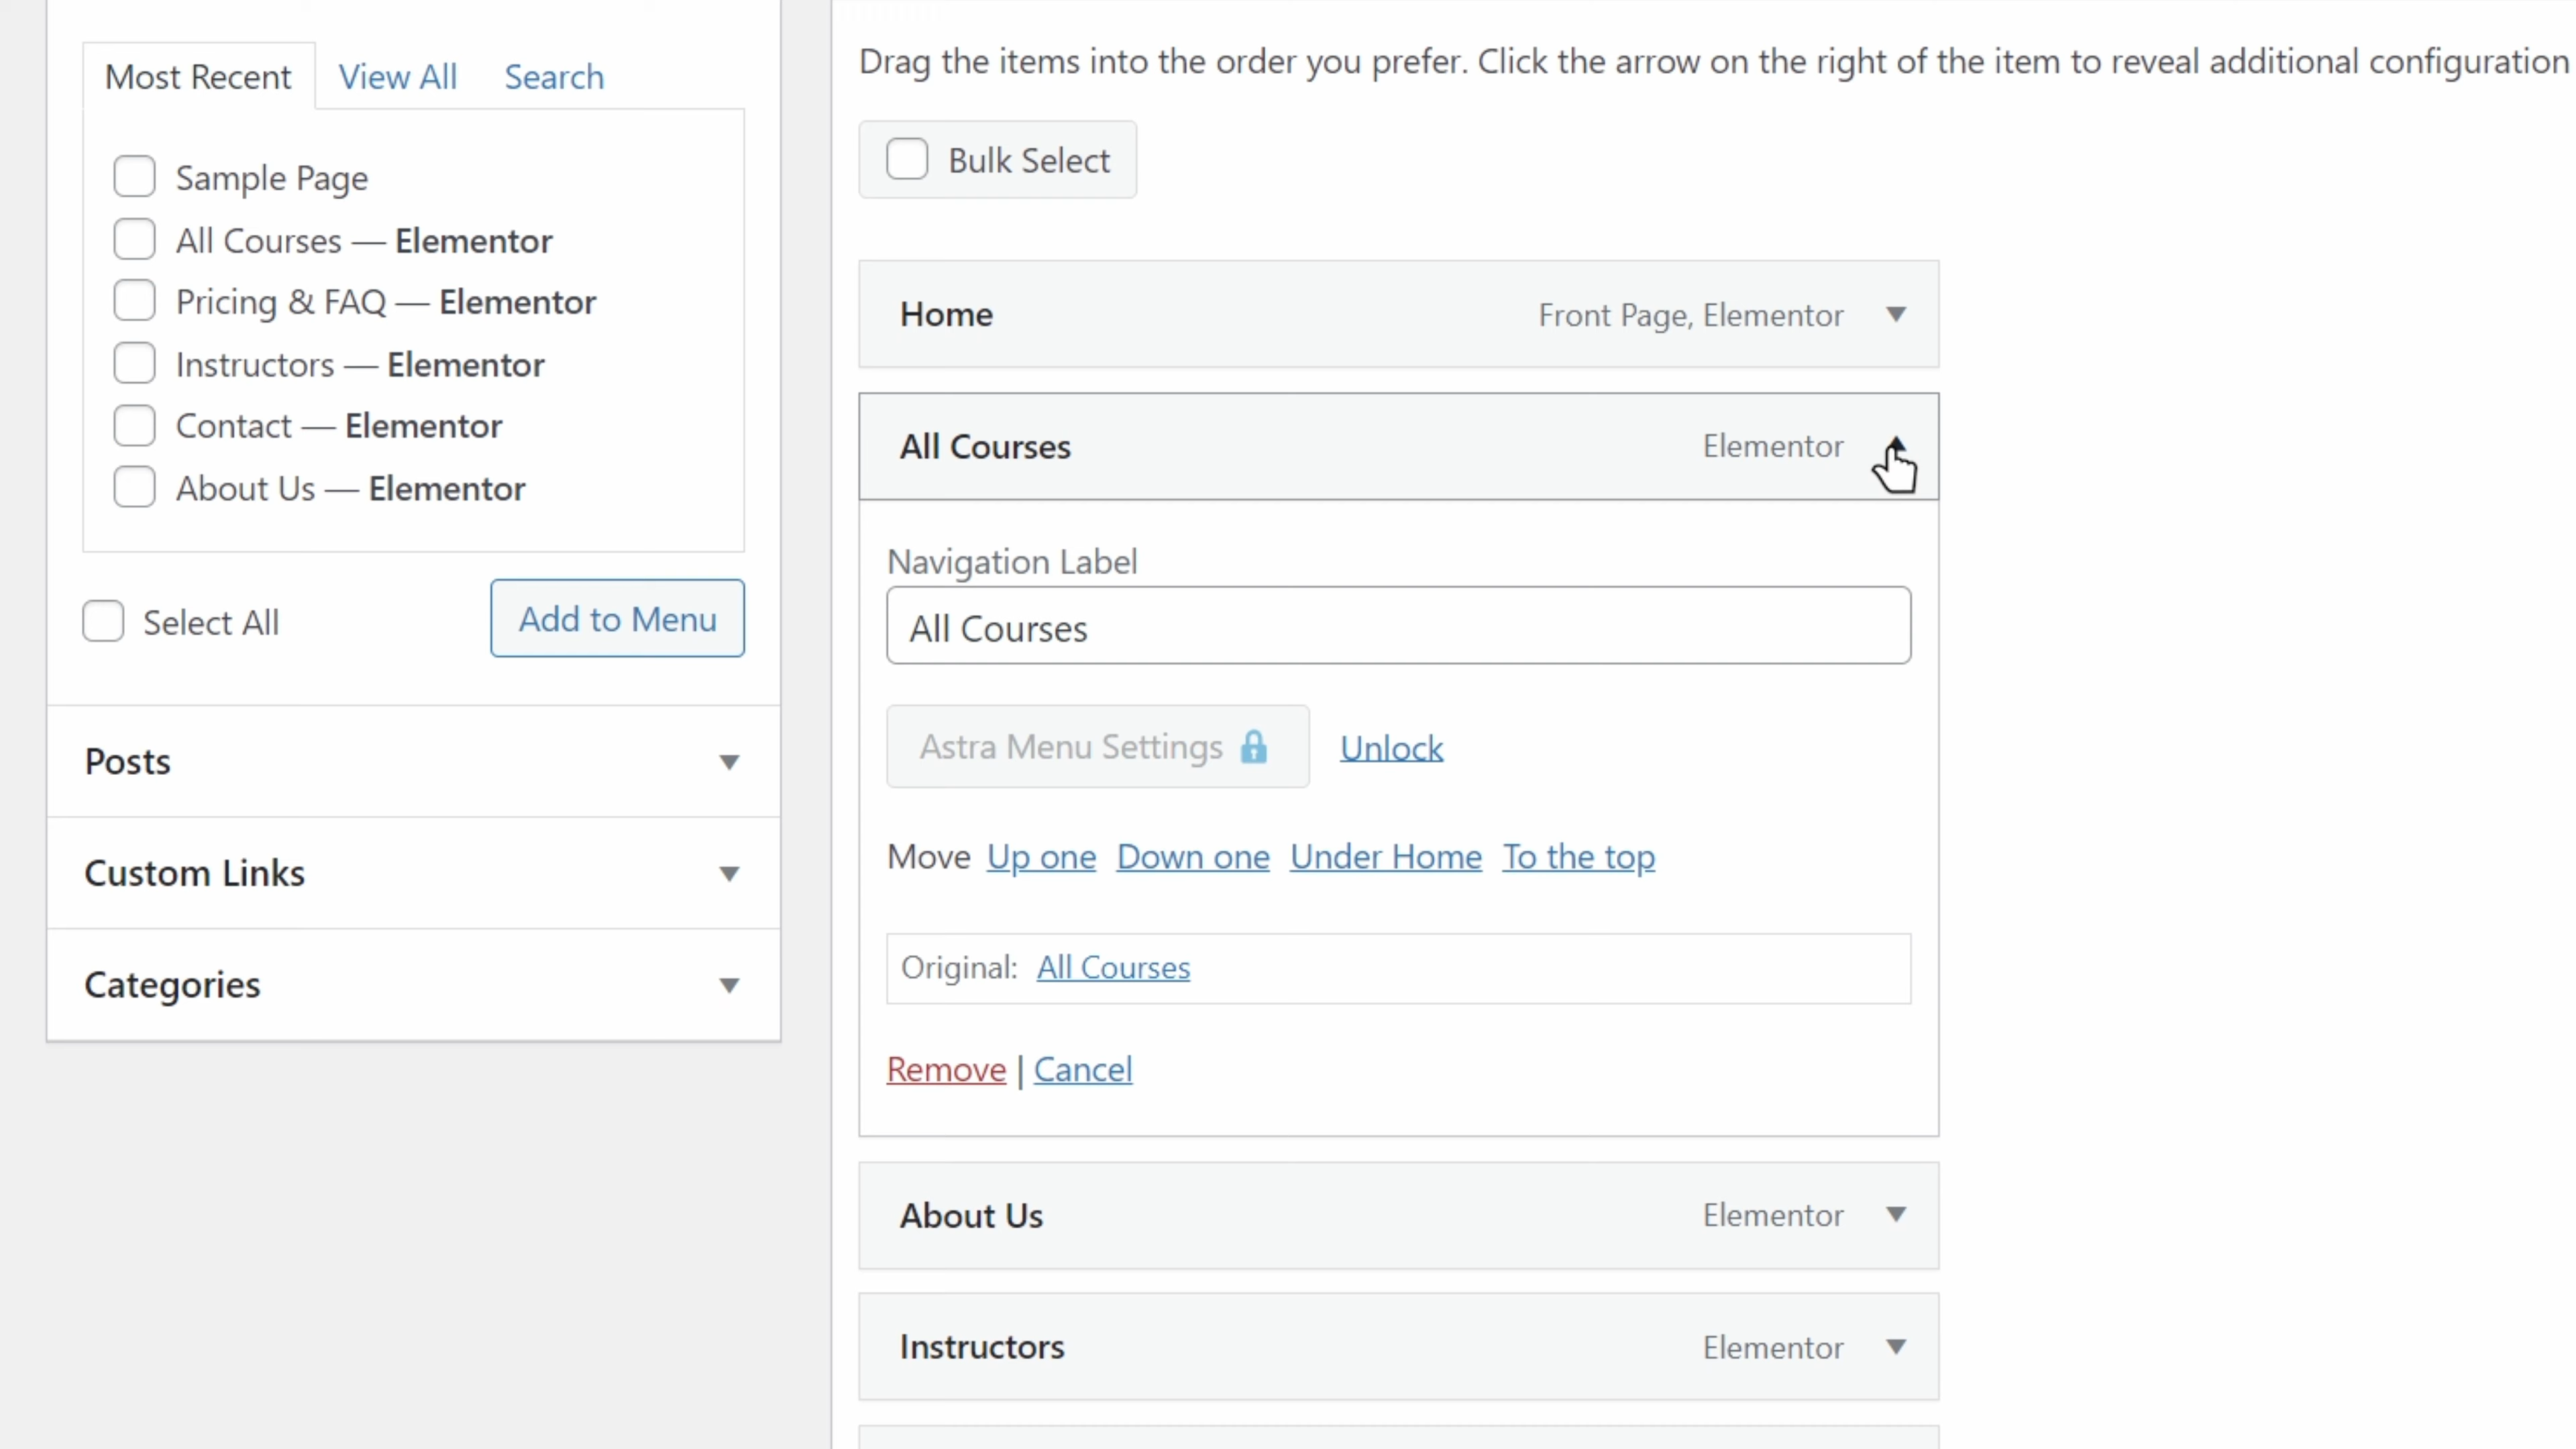 Most Recent View All Search
Sample Page
All Courses — Elementor
Pricing & FAQ — Elementor
Instructors — Elementor
Contact — Elementor
About Us — Elementor
Select All Add to Menu
Posts
Custom Links
Categories
Drag the items into the order you prefer. Click the arrow on the right of the item to reveal additional configuration
Bulk Select
Home Front Page, Elementor
All Courses Elementor
Navigation Label
All Courses
Astra Menu Settings Unlock
Move Up one Down one Under Home To the top
Original: All Courses
Remove | Cancel
About Us Elementor
Instructors Elementor